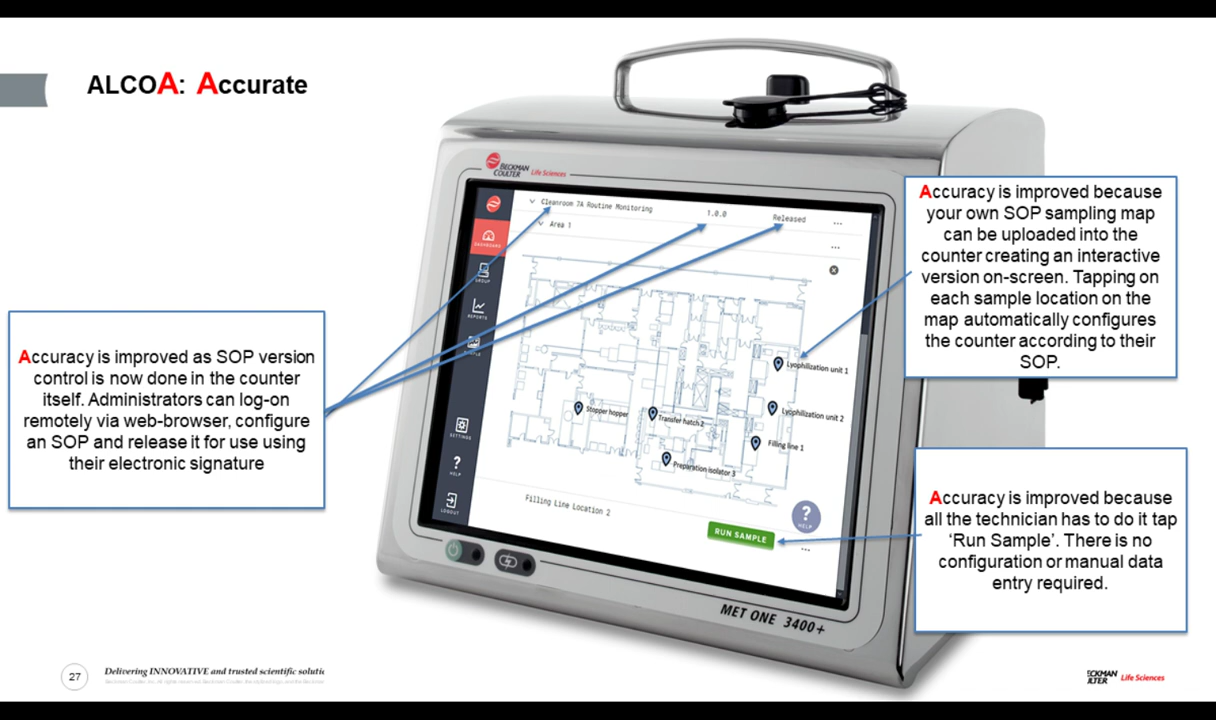 ALCOA: Accurate
BECKMAN
COULTER Life Sciences
Cleanroom 7A Routine Monitoring 1.0.0 Released ...
Area 1
...
DASHBOARD
GROUP
REPORTS
SETTINGS
HELP
LOGOUT
Lyophilization unit 1
Stopper hopper
Transfer hatch 2
Lyophilization unit 2
Filling line 1
Preparation isolator 3
Filling Line Location 2
RUN SAMPLE
?
HELP
...
MET ONE 3400+
Accuracy is improved as SOP version
control is now done in the counter
itself. Administrators can log-on
remotely via web-browser, configure
an SOP and release it for use using
their electronic signature
Accuracy is improved because
your own SOP sampling map
can be uploaded into the
counter creating an interactive
version on-screen. Tapping on
each sample location on the
map automatically configures
the counter according to their
SOP.
Accuracy is improved because
all the technician has to do it tap
‘Run Sample’. There is no
configuration or manual data
entry required.
27
Delivering INNOVATIVE and trusted scientific
Life Sciences